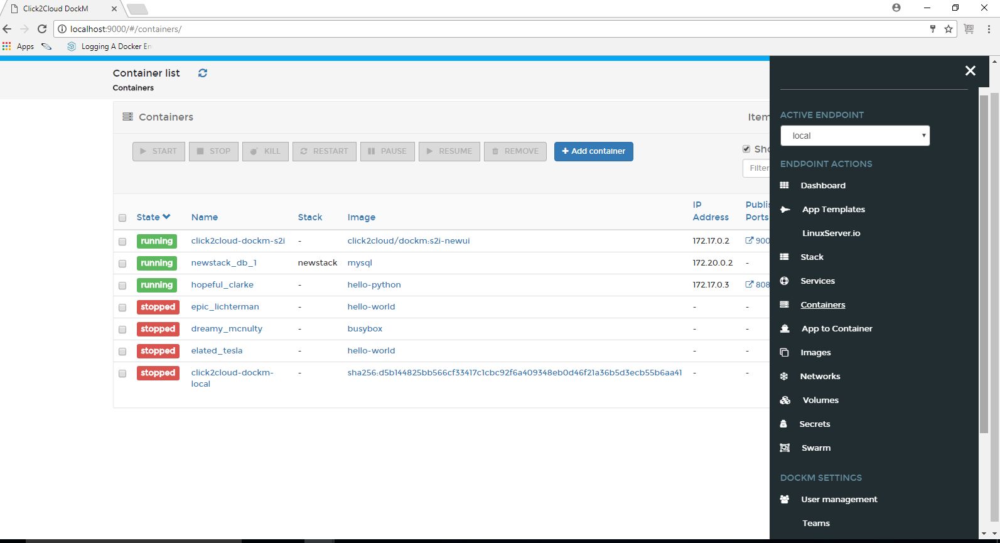 Click2Cloud DockM
localhost:9000/#/containers/
Apps
Logging A Docker En
Container list
Containers
Containers
Item
START
STOP
KILL
RESTART
PAUSE
RESUME
REMOVE
Add container
Sho
Filter
State
Name
Stack
Image
IP Address
Publis
Ports
running click2cloud-dockm-s2i - click2cloud/dockm:s2i-newui 172.17.0.2 900
running newstack_db_1 newstack mysql 172.20.0.2 -
running hopeful_clarke - hello-python 172.17.0.3 808
stopped epic_lichterman - hello-world - -
stopped dreamy_mcnulty - busybox - -
stopped elated_tesla - hello-world - -
stopped click2cloud-dockm-local - sha256:d5b144825bb566cf33417c1cbc92f6a409348eb0d46f21a36b5d3ecb55b6aa41 - -
ACTIVE ENDPOINT
local
ENDPOINT ACTIONS
Dashboard
App Templates
LinuxServer.io
Stack
Services
Containers
App to Container
Images
Networks
Volumes
Secrets
Swarm
DOCKM SETTINGS
User management
Teams